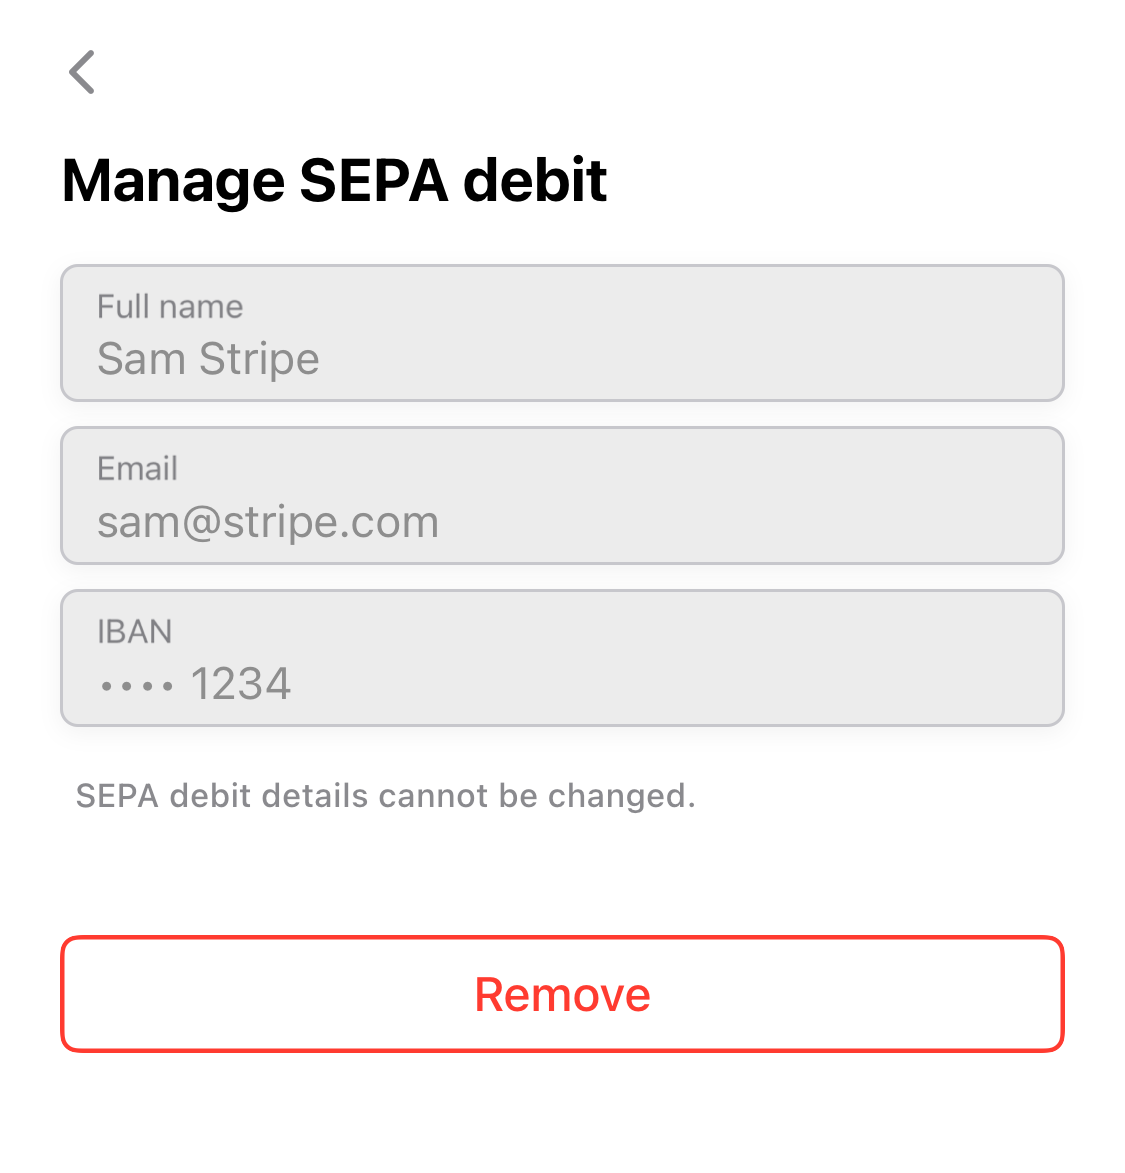 Manage SEPA debit
Full name
Sam Stripe
Email
sam@stripe.com
IBAN
•••• 1234
SEPA debit details cannot be changed.
Remove